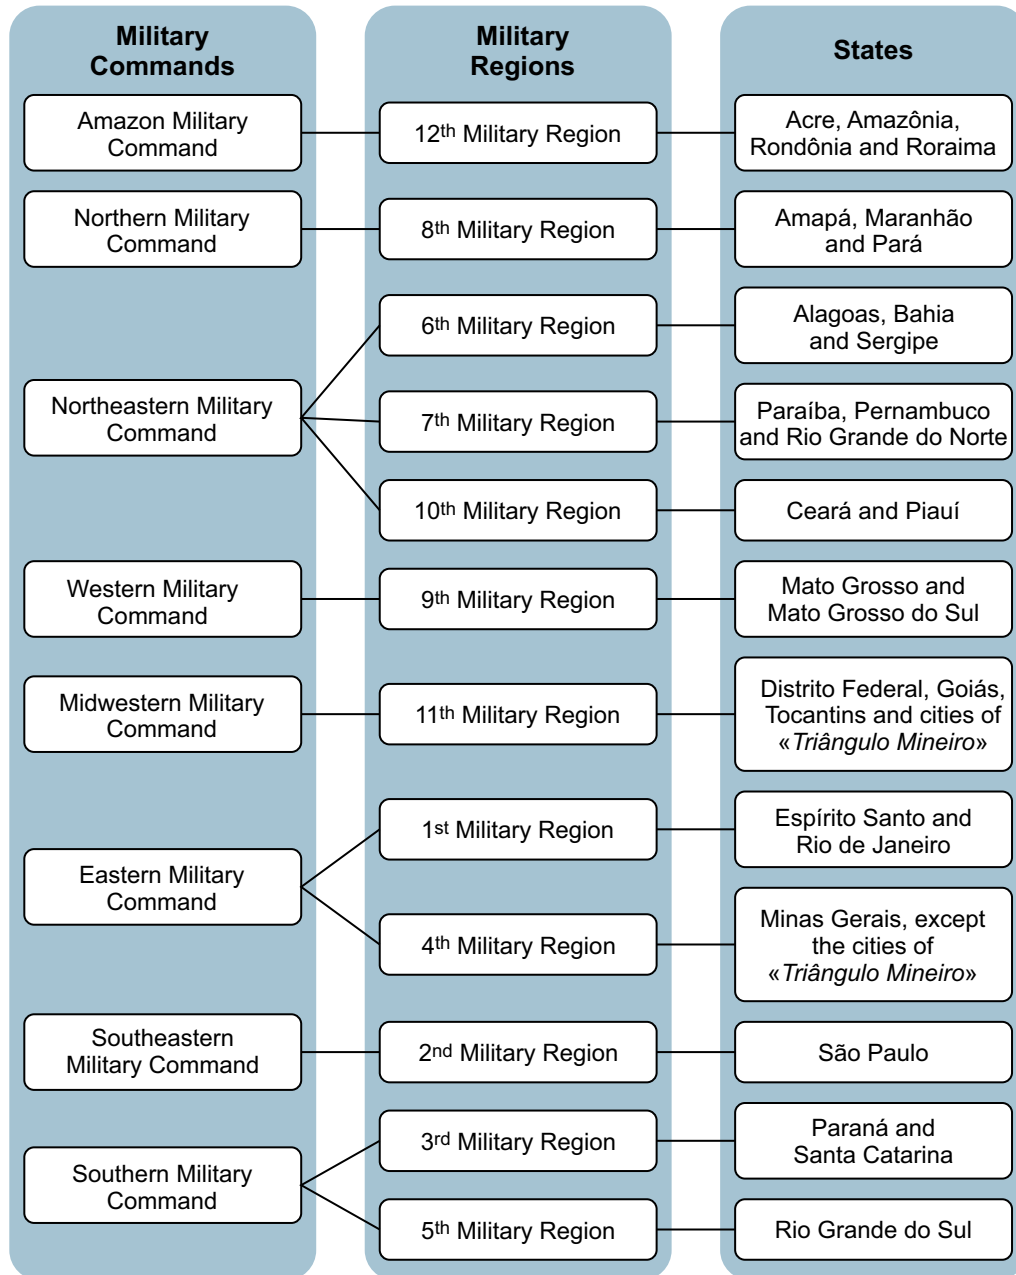 Military
Commands
Military
Regions
States
Amazon Military
Command
12th Military Region
Acre, Amazônia,
Rondônia and Roraima
Northern Military
Command
8th Military Region
Amapá, Maranhão
and Pará
Northeastern Military
Command
6th Military Region
Alagoas, Bahia
and Sergipe
7th Military Region
Paraíba, Pernambuco
and Rio Grande do Norte
10th Military Region
Ceará and Piauí
Western Military
Command
9th Military Region
Mato Grosso and
Mato Grosso do Sul
Midwestern Military
Command
11th Military Region
Distrito Federal, Goiás,
Tocantins and cities of
«Triângulo Mineiro»
Eastern Military
Command
1st Military Region
Espírito Santo and
Rio de Janeiro
4th Military Region
Minas Gerais, except
the cities of
«Triângulo Mineiro»
Southeastern
Military Command
2nd Military Region
São Paulo
Southern Military
Command
3rd Military Region
Paraná and
Santa Catarina
5th Military Region
Rio Grande do Sul